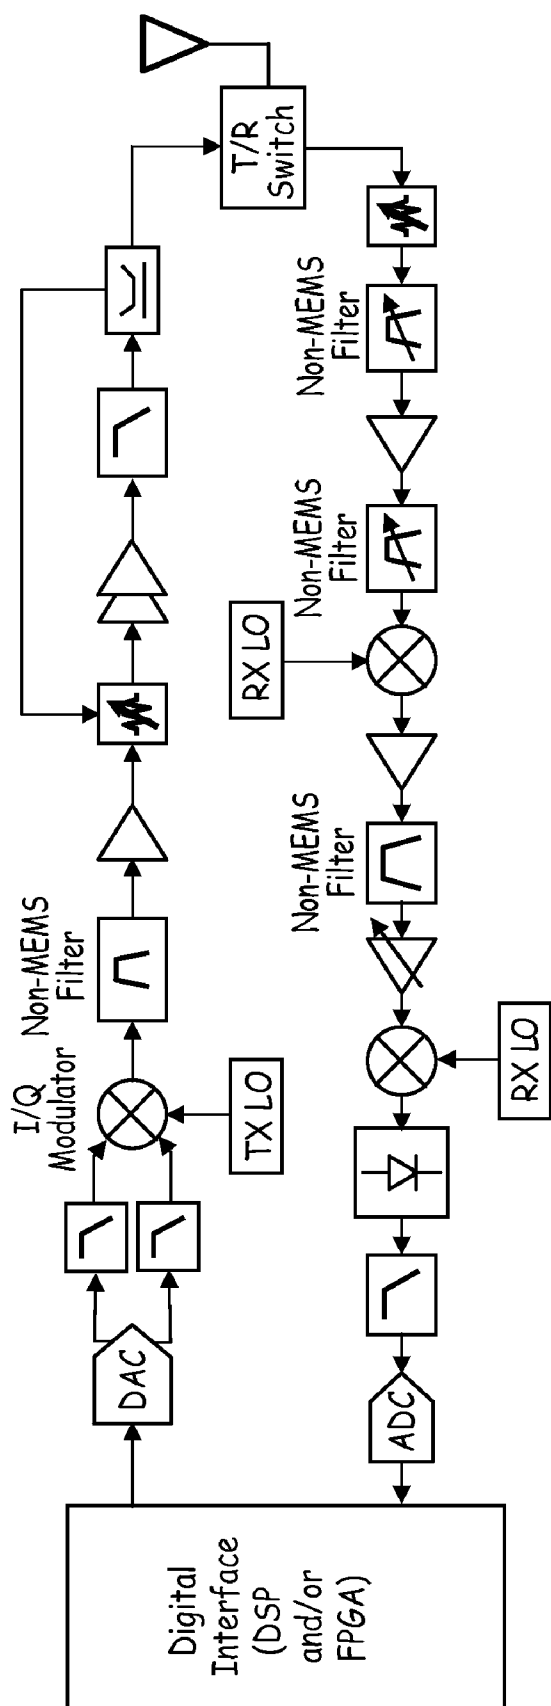 Digital
Interface
(DSP
and/or
FPGA)
DAC
I/Q
Modulator
TX LO
Non-MEMS
Filter
T/R
Switch
Non-MEMS
Filter
Non-MEMS
Filter
RX LO
Non-MEMS
Filter
RX LO
ADC